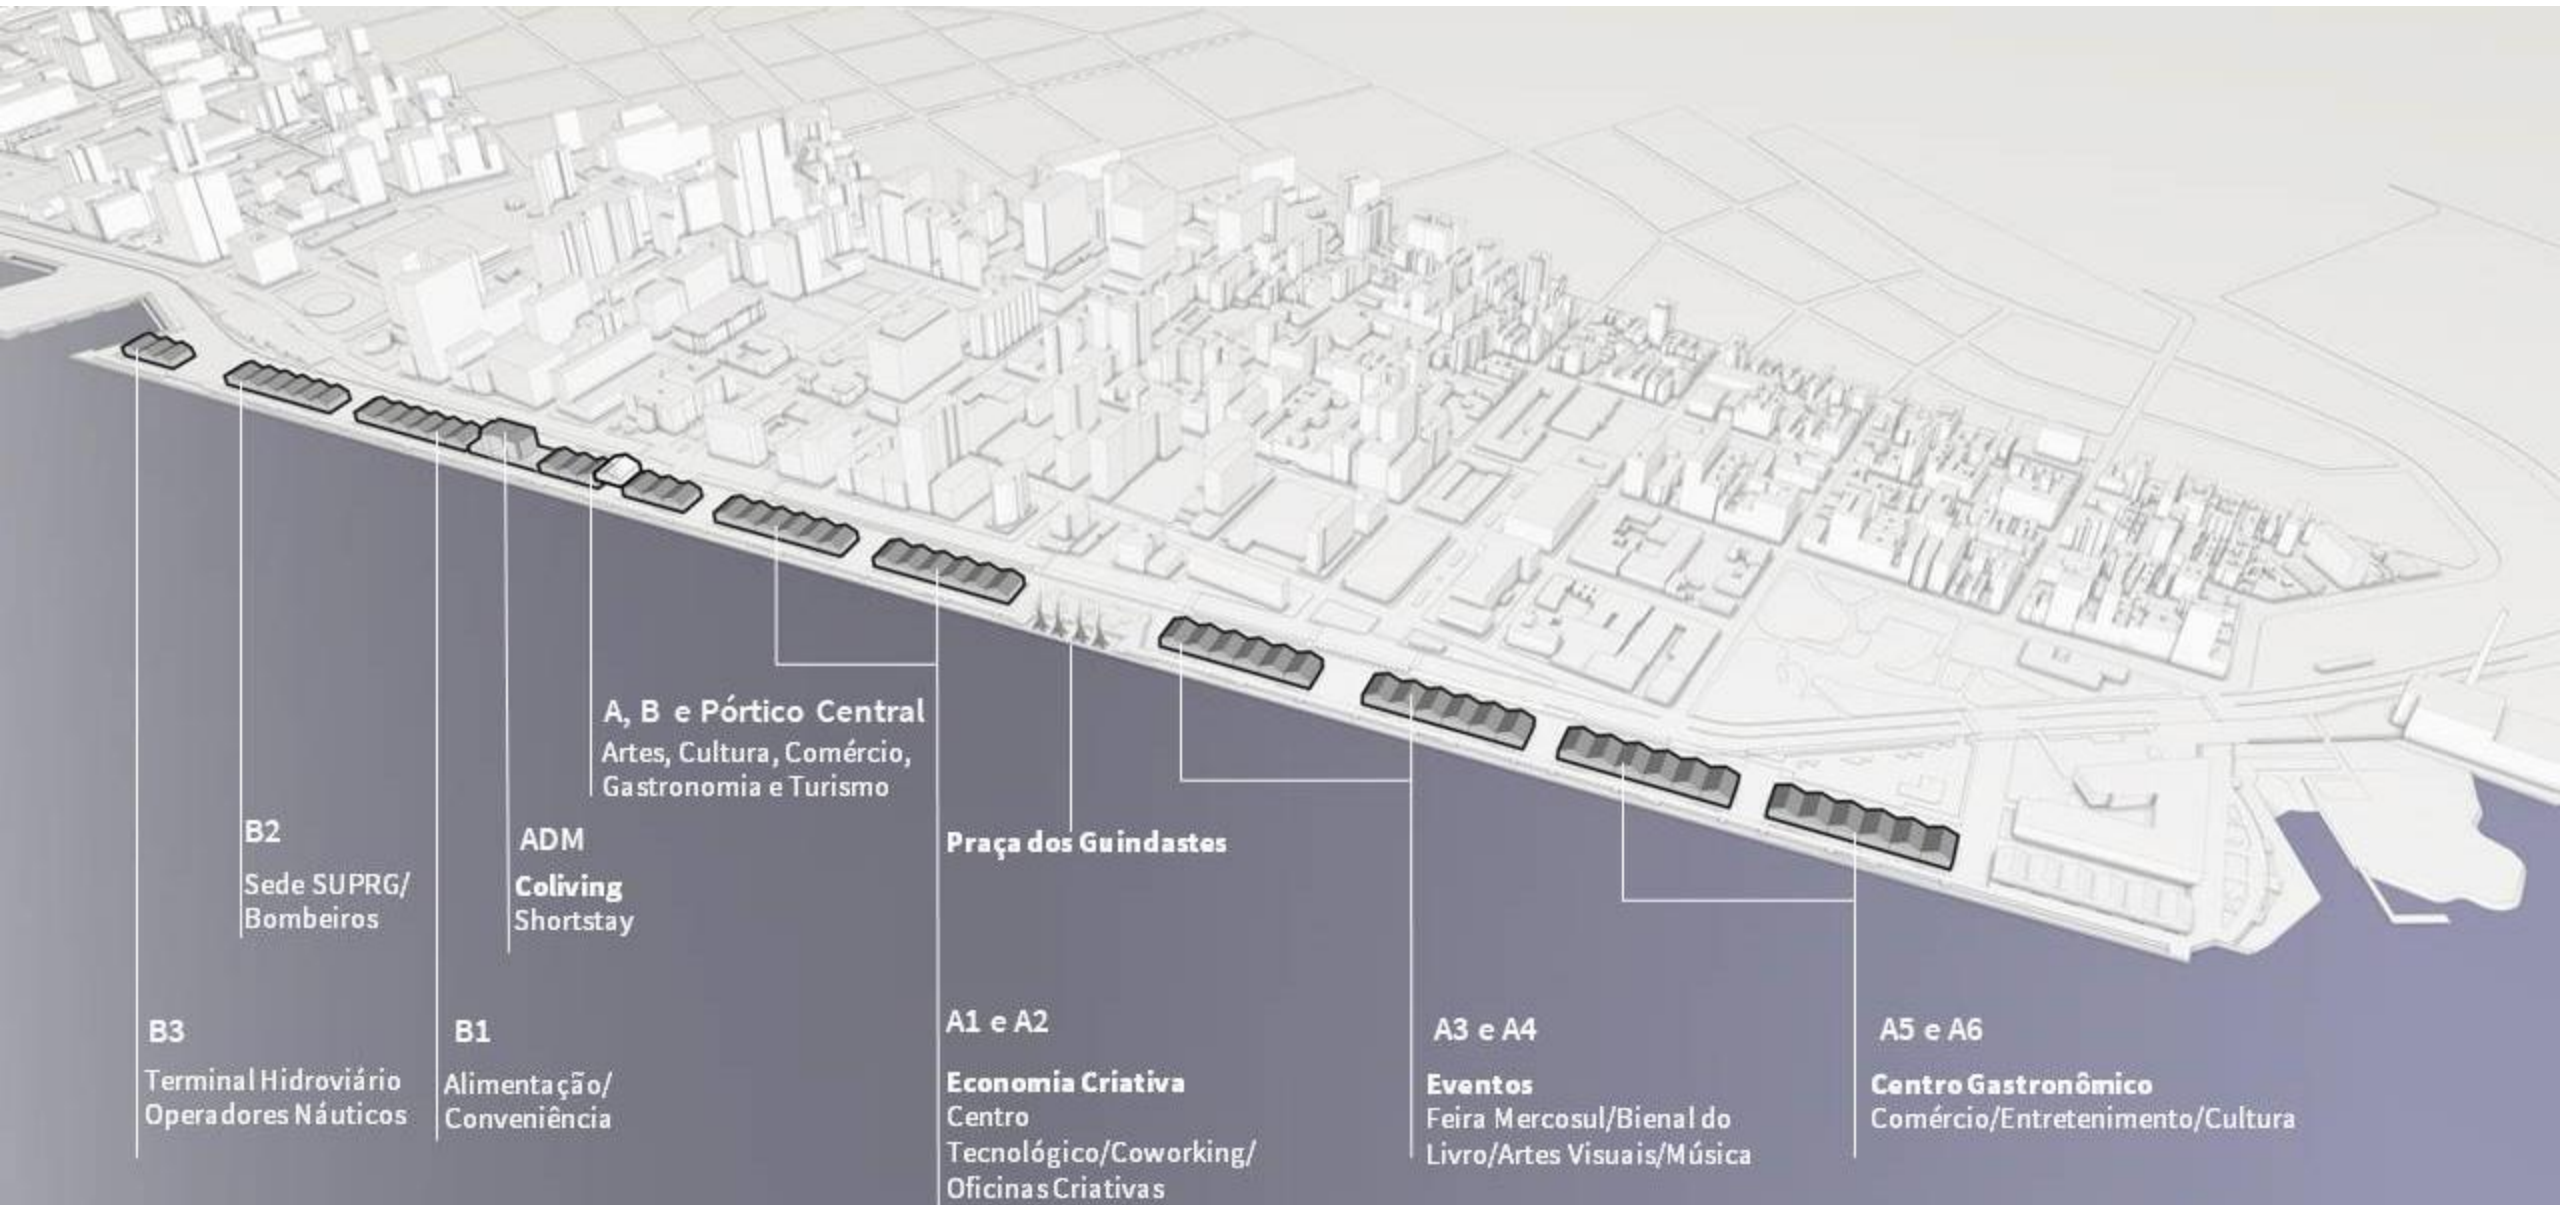 A, B e Pórtico Central
Artes, Cultura, Comércio,
Gastronomia e Turismo
B2
Sede SUPRG/
Bombeiros
ADM
Coliving
Shortstay
Praça dos Guindastes
B3
Terminal Hidroviário
Operadores Náuticos
B1
Alimentação/
Conveniência
A1 e A2
Economia Criativa
Centro
Tecnológico/Coworking/
Oficinas Criativas
A3 e A4
Eventos
Feira Mercosul/Bienal do
Livro/Artes Visuais/Música
A5 e A6
Centro Gastronômico
Comércio/Entretenimento/Cultura